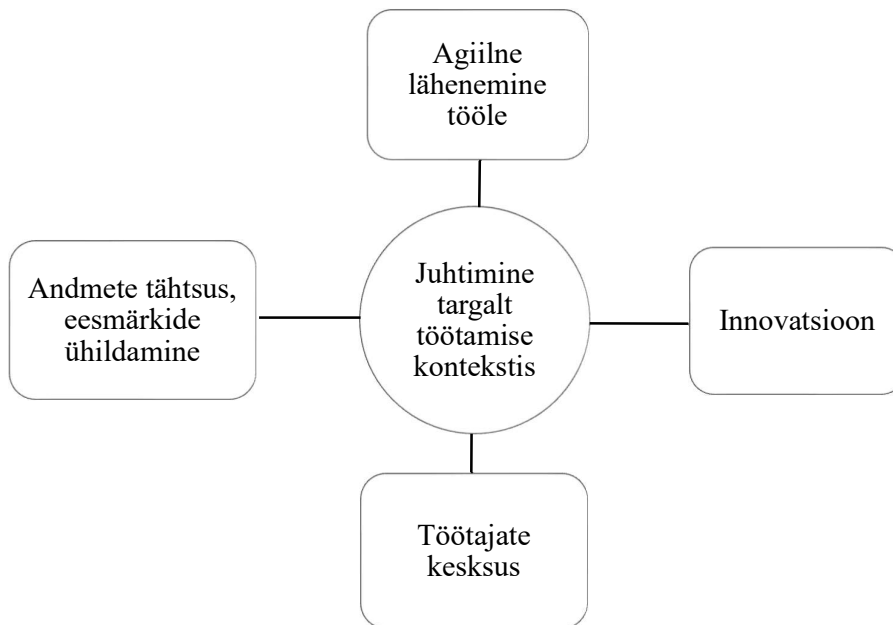 Agiilne
lähenemine
tööle
Andmete tähtsus,
eesmärkide
ühildamine
Juhtimine
targalt
töötamise
kontekstis
Innovatsioon
Töötajate
kesksus